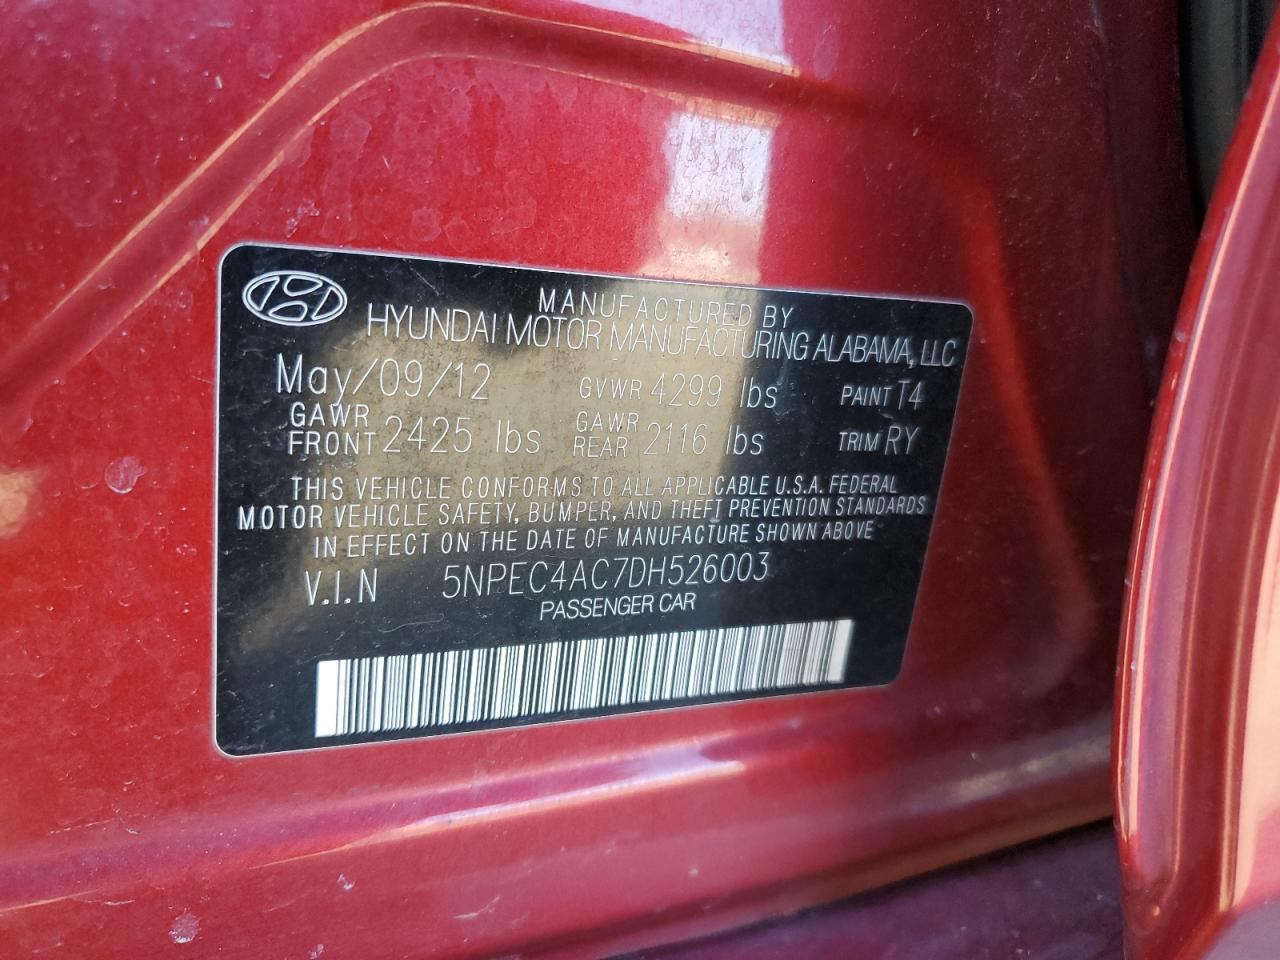 MANUFACTURED BY
HYUNDAI MOTOR MANUFACTURING ALABAMA, LLC
May/09/12 GVWR 4299 lbs PAINT T4
GAWR FRONT 2425 lbs GAWR REAR 2116 lbs TRIM RY
THIS VEHICLE CONFORMS TO ALL APPLICABLE U.S.A. FEDERAL
MOTOR VEHICLE SAFETY, BUMPER, AND THEFT PREVENTION STANDARDS
IN EFFECT ON THE DATE OF MANUFACTURE SHOWN ABOVE
V.I.N 5NPEC4AC7DH526003
PASSENGER CAR